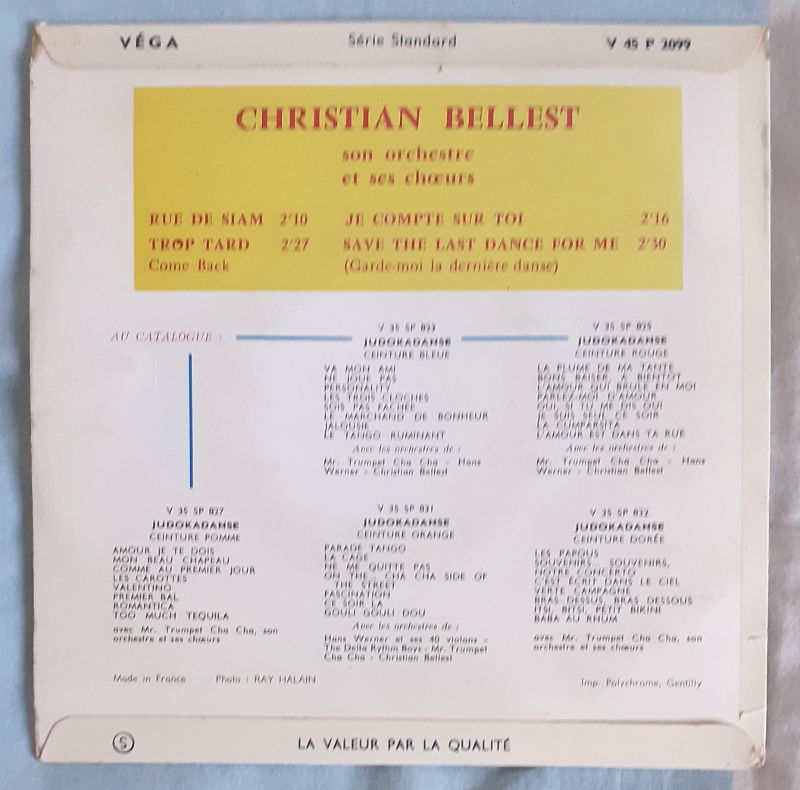 VÉGA
Série Standard
V 45 P 2099
CHRISTIAN BELLEST
son orchestre
et ses chœurs
RUE DE SIAM 2'10
TROP TARD 2'27
Come Back
JE COMPTE SUR TOI 2'16
SAVE THE LAST DANCE FOR ME 2'30
(Garde-moi la dernière danse)
AU CATALOGUE :
V 35 SP 823
JUDOKADANSE
CEINTURE BLEUE
VA MON AMI
NE JOUE PAS
PERSONALITY
LES TROIS CLOCHES
SOIS PAS FACHEE
LE MARCHAND DE BONHEUR
JALOUSIE
LE TANGO RUMINANT
Avec les orchestres de :
Mr. Trumpet Cha Cha - Hans
Werner - Christian Bellest
V 35 SP 825
JUDOKADANSE
CEINTURE ROUGE
LA PLUME DE MA TANTE
BONS BAISER, A BIENTOT
L'AMOUR QUI BRULE EN MOI
PARLEZ-MOI D'AMOUR
OUI, SI TU ME DIS OUI
JE SUIS SEUL CE SOIR
LA CUMPARSITA
L'AMOUR EST DANS TA RUE
Avec les orchestres de :
Mr. Trumpet Cha Cha - Hans
Werner - Christian Bellest
V 35 SP 827
JUDOKADANSE
CEINTURE POMME
AMOUR JE TE DOIS
MON BEAU CHAPEAU
COMME AU PREMIER JOUR
LES CAROTTES
VALENTINO
PREMIER BAL
ROMANTICA
TOO MUCH TEQUILA
avec Mr. Trumpet Cha Cha, son
orchestre et ses chœurs
V 35 SP 831
JUDOKADANSE
CEINTURE ORANGE
PARADE TANGO
LA CAGE
NE ME QUITTE PAS
ON THE... CHA CHA SIDE OF
THE STREET
FASCINATION
CE SOIR LA
GOULI GOULI DOU
Avec les orchestres de :
Hans Werner et ses 40 violons -
The Delta Rythm Boys - Mr. Trumpet
Cha Cha - Christian Bellest
V 35 SP 832
JUDOKADANSE
CEINTURE DORÉE
LES PAPOUS
SOUVENIRS... SOUVENIRS,
NOTRE CONCERTO
C'EST ÉCRIT DANS LE CIEL
VERTE CAMPAGNE
BRAS DESSUS, BRAS DESSOUS
ITSI, BITSI, PETIT BIKINI
BABA AU RHUM
avec Mr. Trumpet Cha Cha, son
orchestre et ses chœurs
Made in France
Photo : RAY HALAIN
Imp. Polychrome, Gentilly
S
LA VALEUR PAR LA QUALITÉ